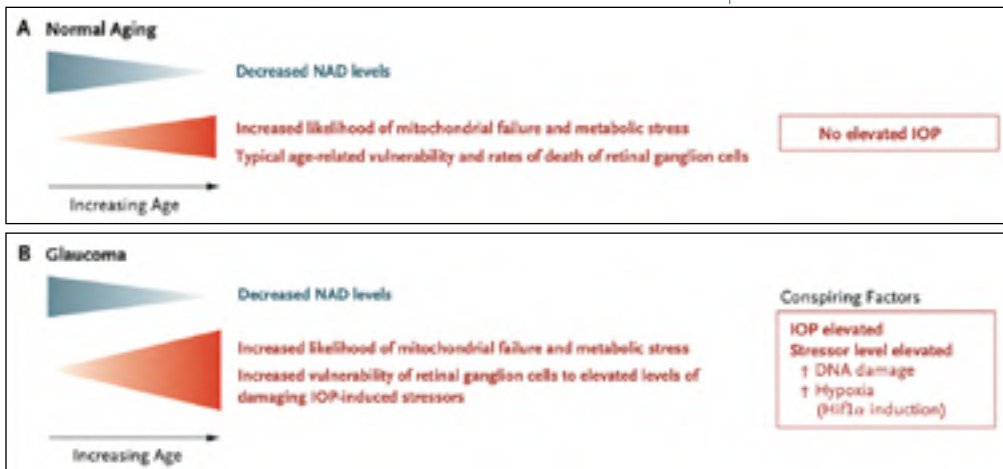 A Normal Aging
Decreased NAD levels
Increased likelihood of mitochondrial failure and metabolic stress
Typical age-related vulnerability and rates of death of retinal ganglion cells
No elevated IOP
Increasing Age
B Glaucoma
Decreased NAD levels
Increased likelihood of mitochondrial failure and metabolic stress
Increased vulnerability of retinal ganglion cells to elevated levels of
damaging IOP-induced stressors
Conspiring Factors
IOP elevated
Stressor level elevated
↑ DNA damage
↑ Hypoxia
(Hif1α induction)
Increasing Age